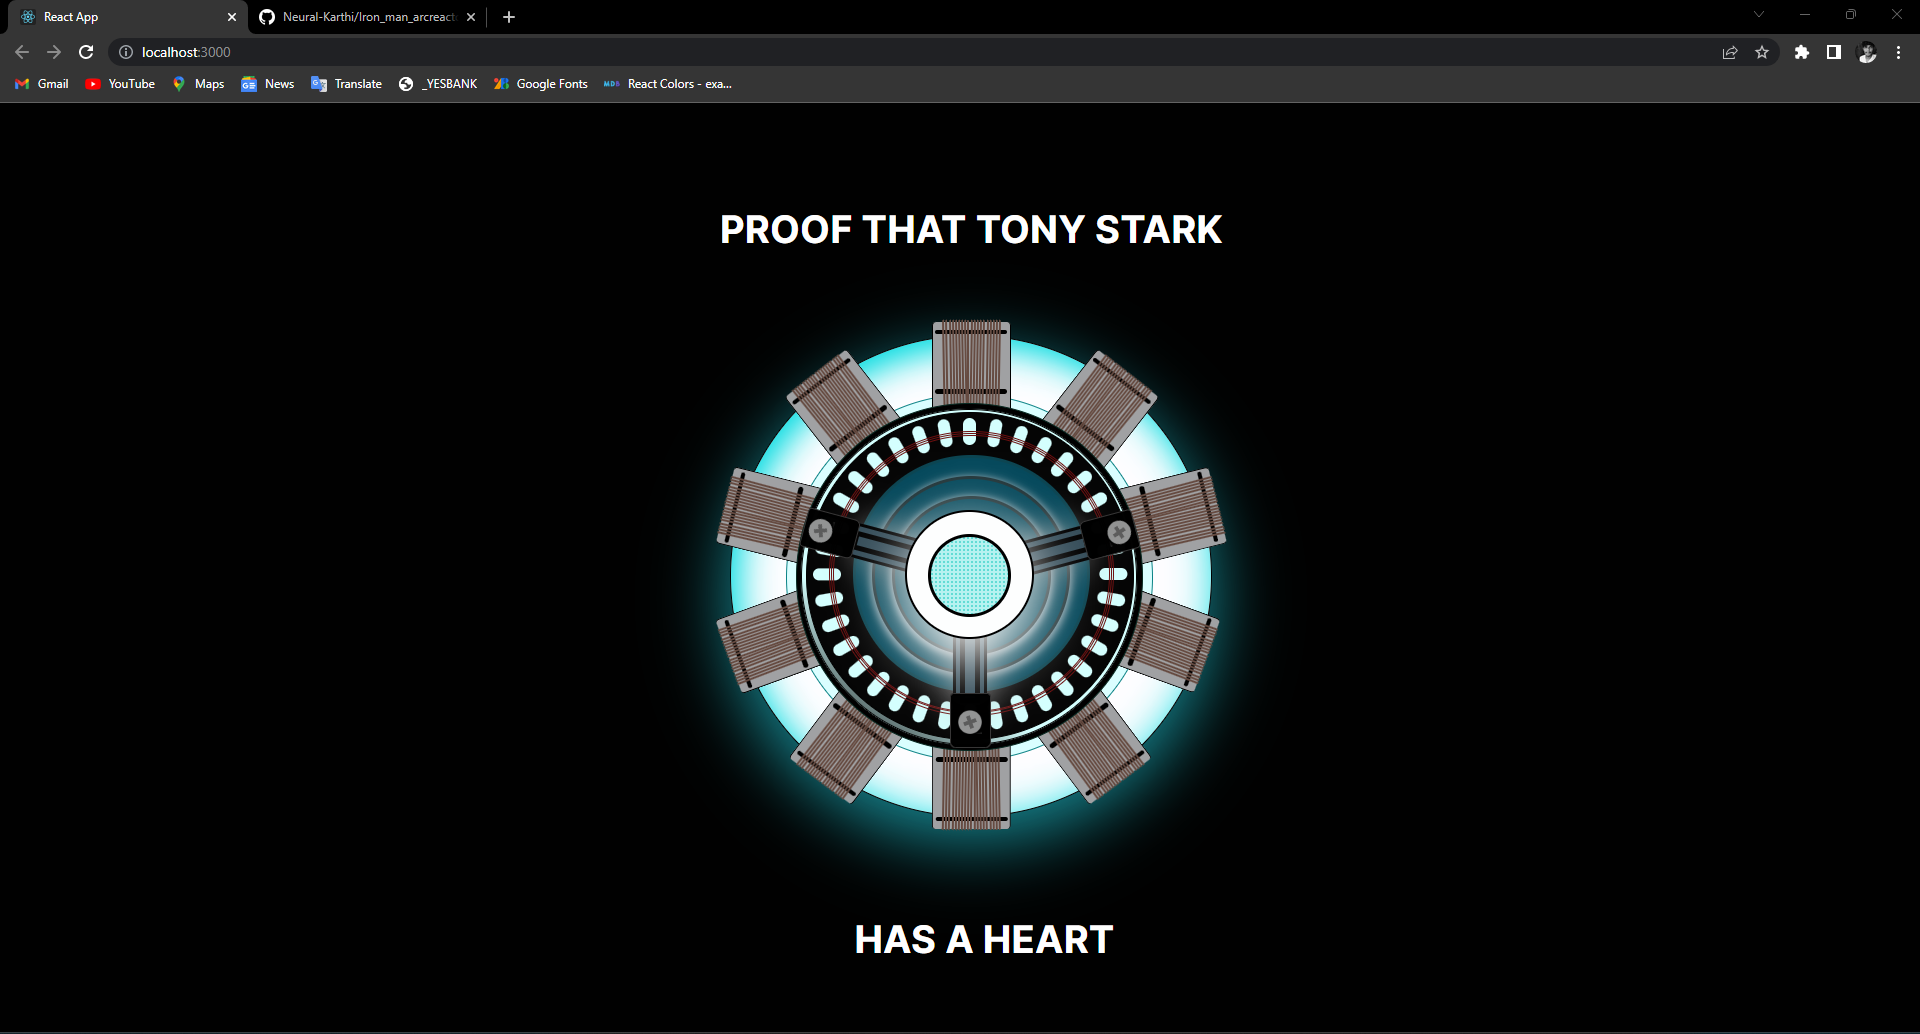 React App
Neural-Karthi/Iron_man_arcreact
localhost:3000
Gmail
YouTube
Maps
News
Translate
_YESBANK
Google Fonts
MDB
React Colors - exa...
PROOF THAT TONY STARK
HAS A HEART